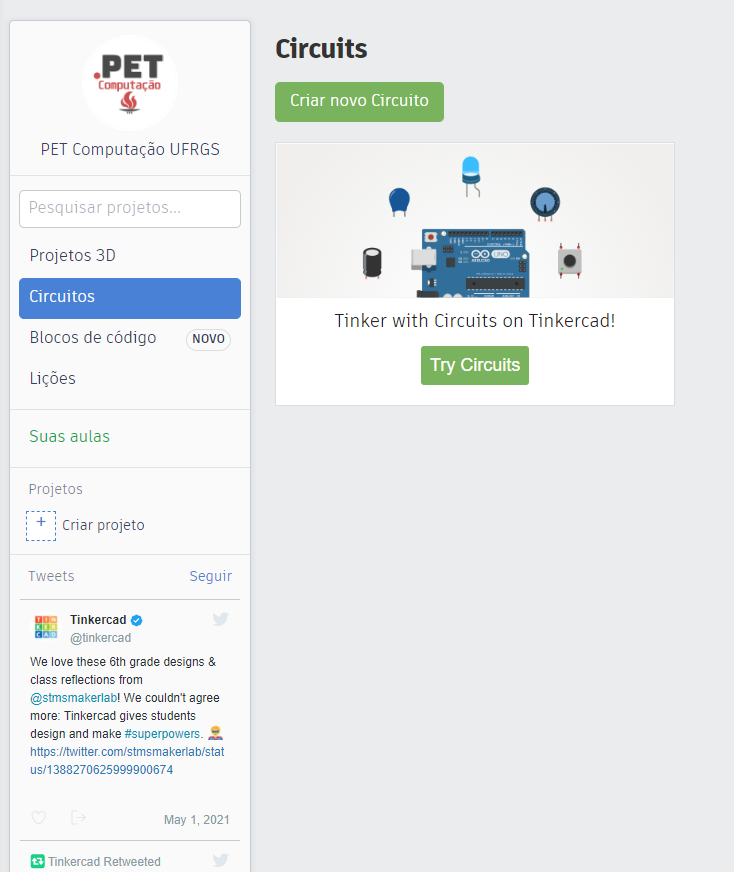 .PET
Computação
PET Computação UFRGS
Pesquisar projetos...
Projetos 3D
Circuitos
Blocos de código NOVO
Lições
Suas aulas
Projetos
+ Criar projeto
Tweets Seguir
TIN
KER
CAD
Tinkercad
@tinkercad
We love these 6th grade designs &
class reflections from
@stmsmakerlab! We couldn't agree
more: Tinkercad gives students
design and make #superpowers.
https://twitter.com/stmsmakerlab/stat
us/1388270625999900674
May 1, 2021
Tinkercad Retweeted
Circuits
Criar novo Circuito
UNO
ARDUINO
Tinker with Circuits on Tinkercad!
Try Circuits